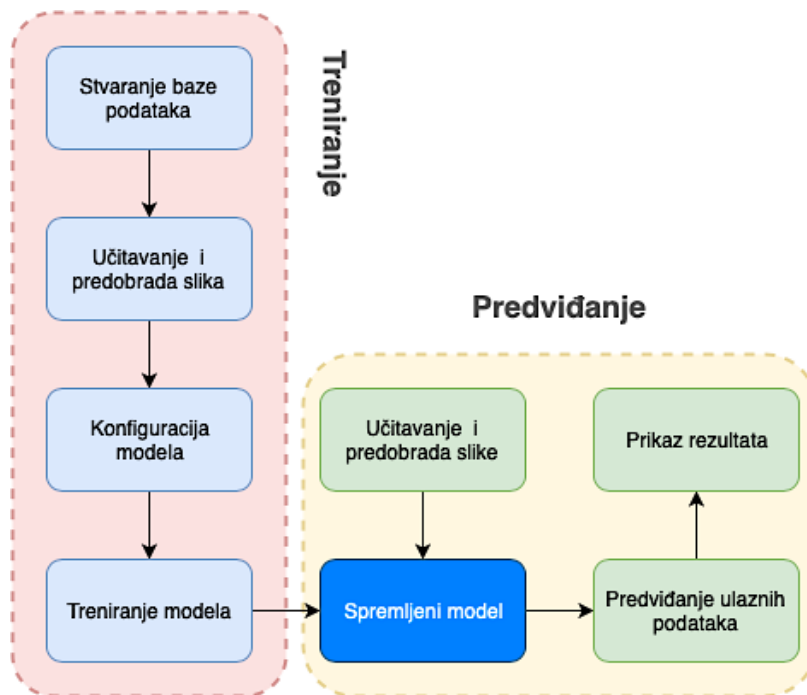 Treniranje
Stvaranje baze
podataka
Učitavanje i
predobrada slika
Konfiguracija
modela
Treniranje modela
Predviđanje
Učitavanje i
predobrada slike
Spremljeni model
Predviđanje ulaznih
podataka
Prikaz rezultata